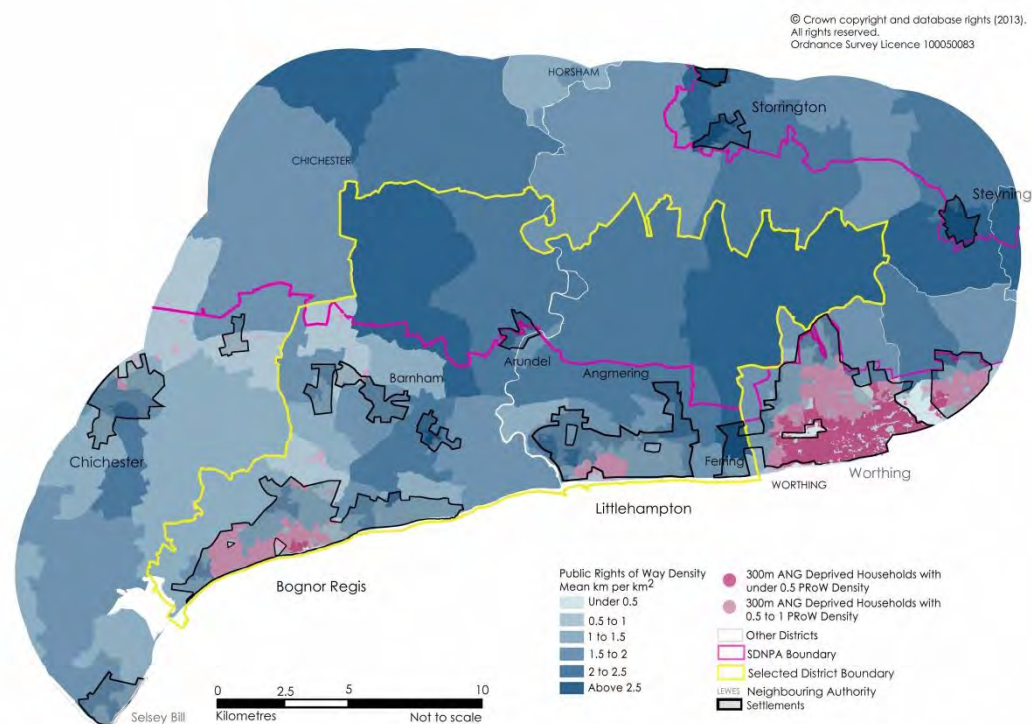 © Crown copyright and database rights (2013).
All rights reserved.
Ordnance Survey Licence 100050083
HORSHAM
Storrington
CHICHESTER
Steyning
Arundel
Barnham
Angmering
Chichester
Ferring
WORTHING
Worthing
Littlehampton
Bognor Regis
Selsey Bill
0 2.5 5 10
Kilometres
Not to scale
Public Rights of Way Density
Mean km per km2
Under 0.5
0.5 to 1
1 to 1.5
1.5 to 2
2 to 2.5
Above 2.5
300m ANG Deprived Households with
under 0.5 PRoW Density
300m ANG Deprived Households with
0.5 to 1 PRoW Density
Other Districts
SDNPA Boundary
Selected District Boundary
LEWES Neighbouring Authority
Settlements